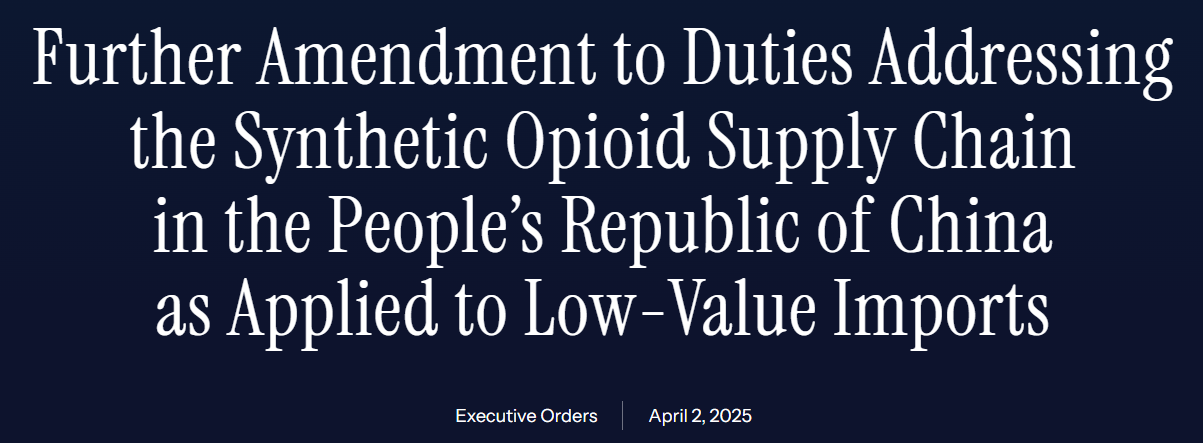 Further Amendment to Duties Addressing
the Synthetic Opioid Supply Chain
in the People’s Republic of China
as Applied to Low-Value Imports
Executive Orders | April 2, 2025